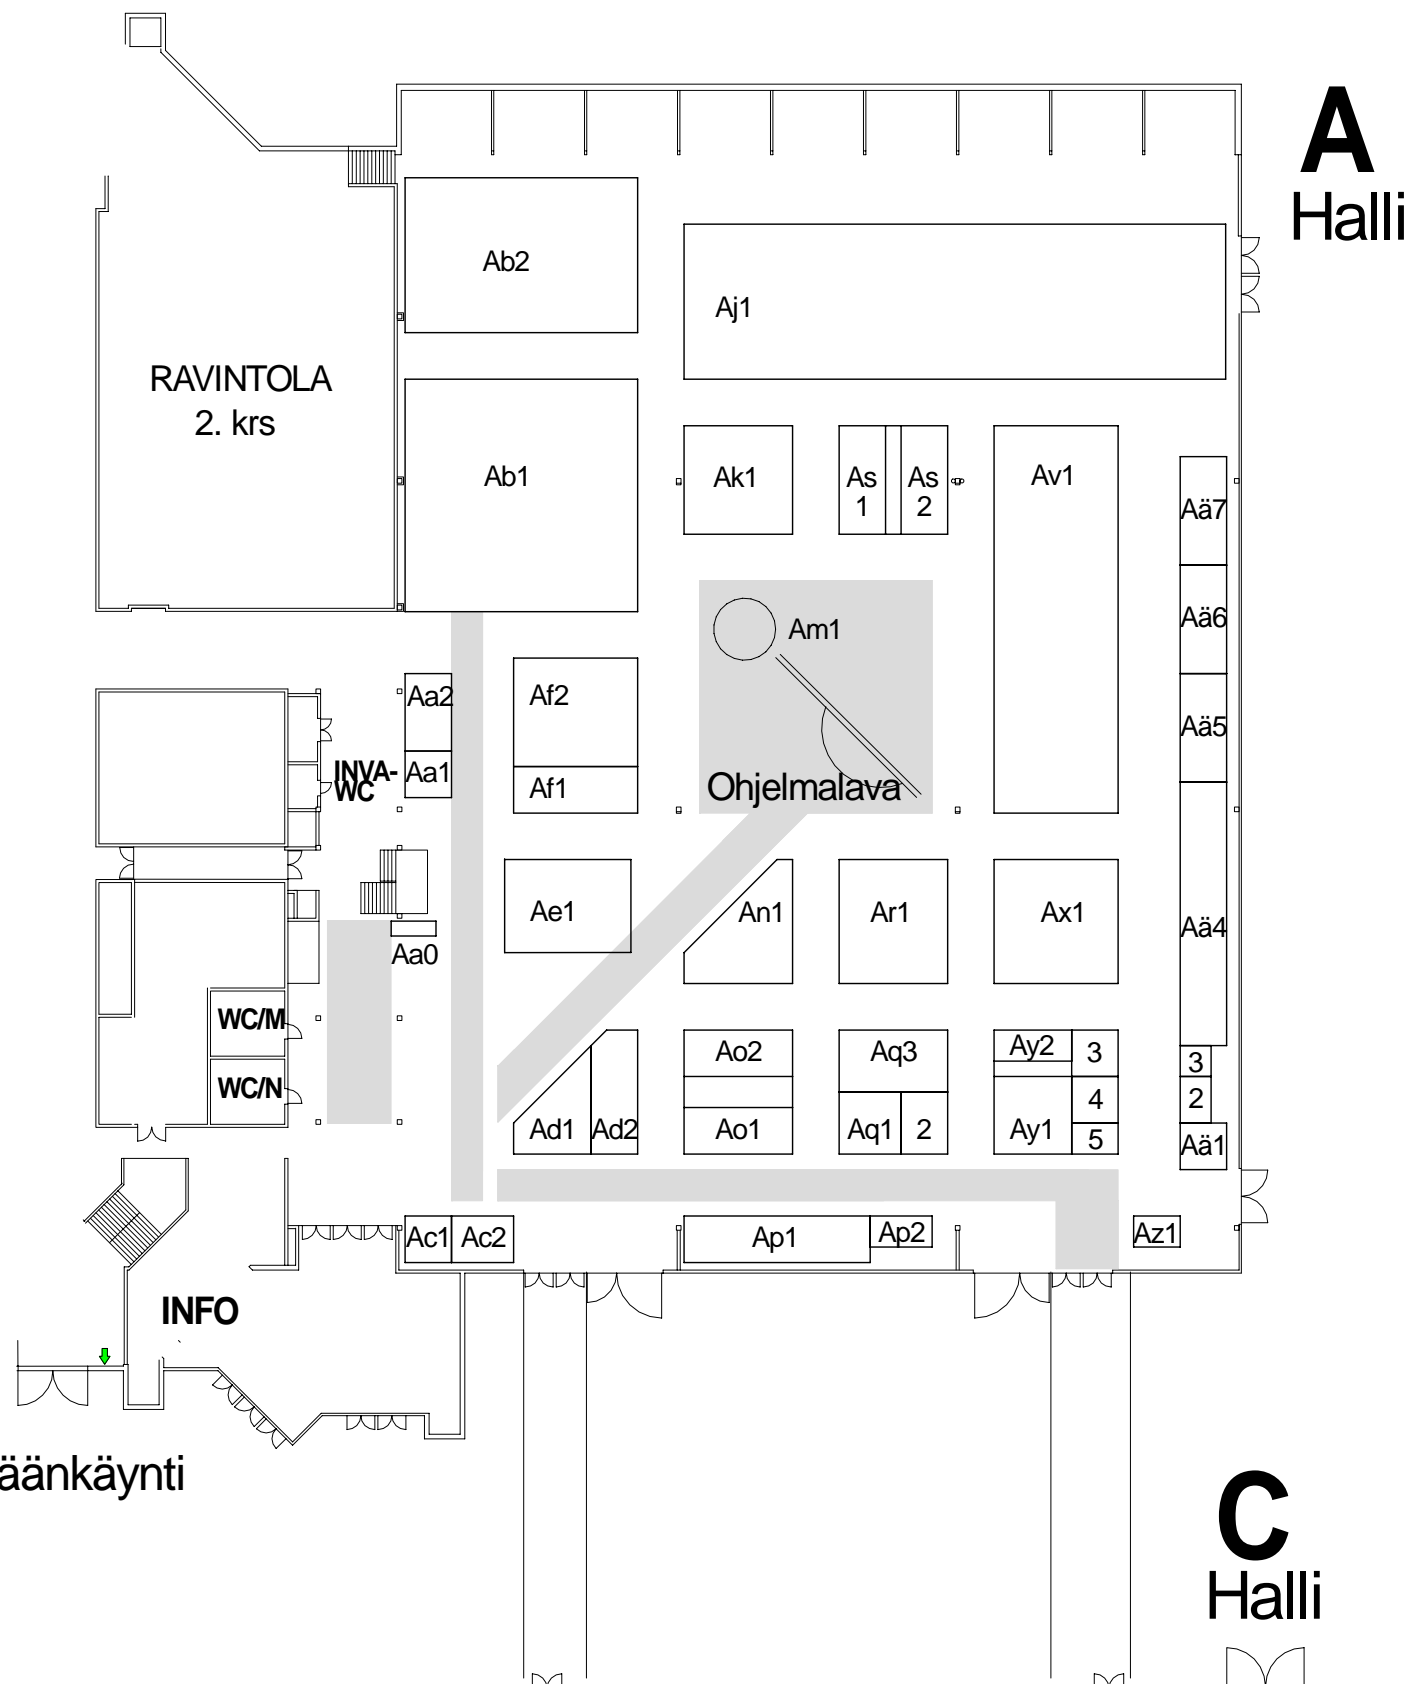 A
Halli
Ab2
Aj1
RAVINTOLA
2. krs
Ab1
Ak1
As
1
As
2
Av1
Aä7
Aä6
Am1
Aa2
Af2
Aä5
INVA-
WC
Aa1
Af1
Ohjelmalava
Ae1
An1
Ar1
Ax1
Aä4
Aa0
WC/M
Ao2
Aq3
Ay2
3
3
WC/N
4
2
Ad1
Ad2
Ao1
Aq1
2
Ay1
5
Aä1
Ac1
Ac2
Ap1
Ap2
Az1
INFO
äänkäynti
C
Halli